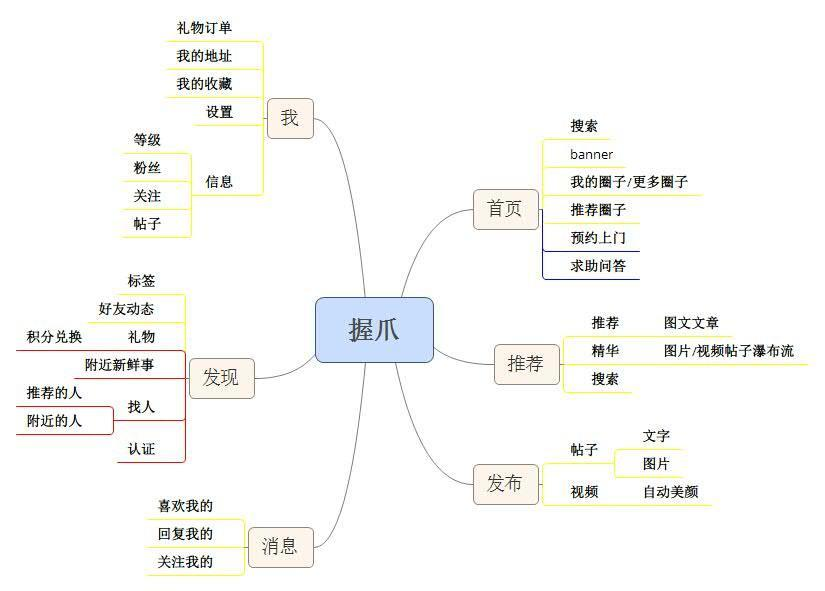 握爪
首页
搜索
banner
我的圈子/更多圈子
推荐圈子
预约上门
求助问答
推荐
推荐 图文文章
精华 图片/视频帖子瀑布流
搜索
发布
帖子
文字
图片
视频 自动美颜
我
礼物订单
我的地址
我的收藏
设置
信息
等级
粉丝
关注
帖子
发现
标签
好友动态
积分兑换 礼物
附近新鲜事
找人
推荐的人
附近的人
认证
消息
喜欢我的
回复我的
关注我的